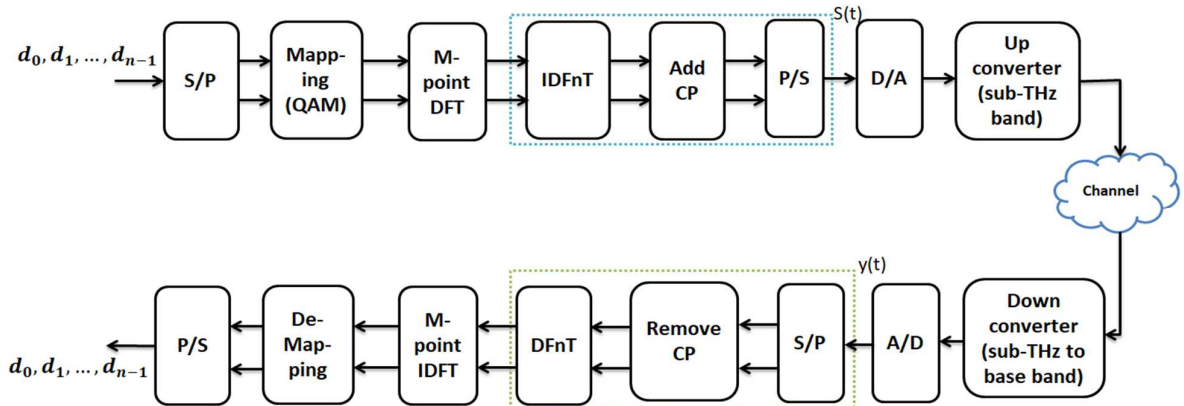 d₀, d₁, …, dₙ₋₁
S/P
Mapp-
ing
(QAM)
M-
point
DFT
IDFnT
Add
CP
P/S
S(t)
D/A
Up
converter
(sub-THz
band)
Channel
Down
converter
(sub-THz to
base band)
A/D
y(t)
S/P
Remove
CP
DFnT
M-
point
IDFT
De-
Map-
ping
P/S
d₀, d₁, …, dₙ₋₁